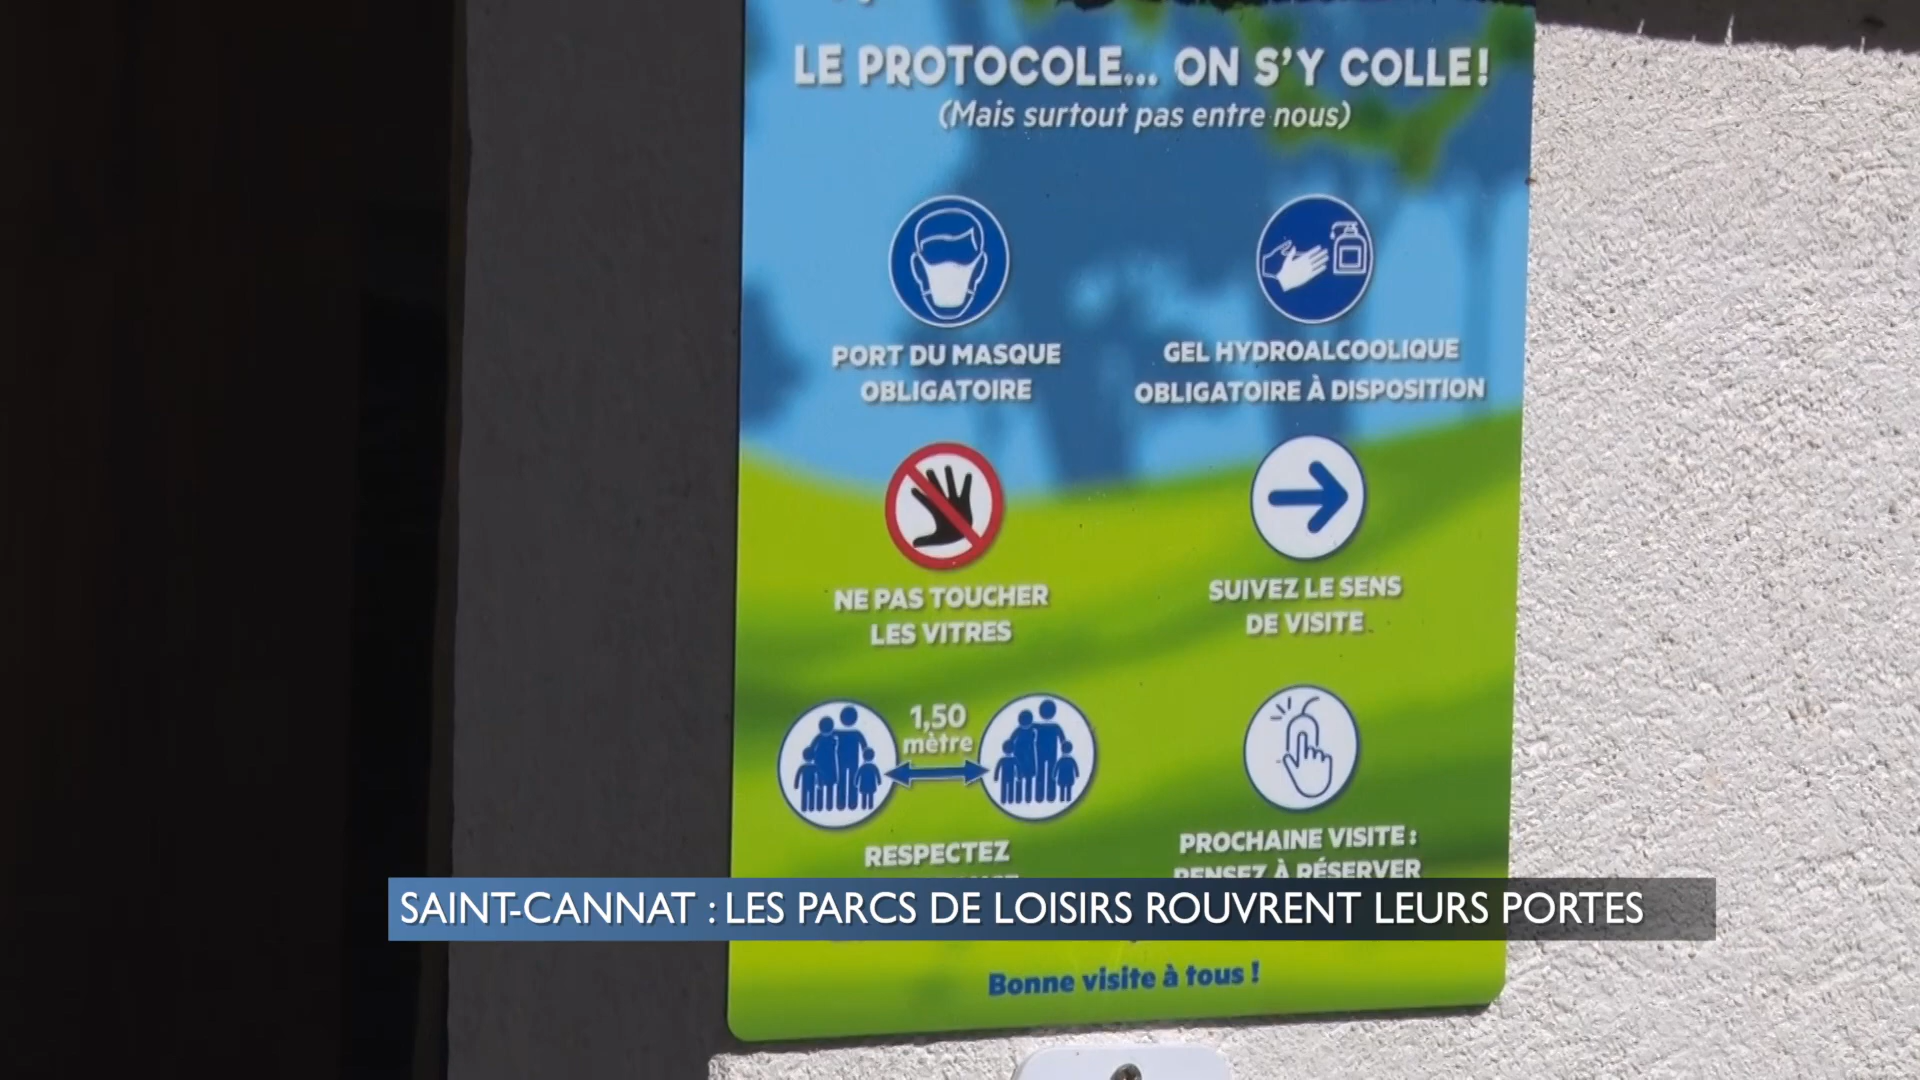 LE PROTOCOLE... ON S'Y COLLE!
(Mais surtout pas entre nous)
PORT DU MASQUE
OBLIGATOIRE
GEL HYDROALCOOLIQUE
OBLIGATOIRE À DISPOSITION
NE PAS TOUCHER
LES VITRES
SUIVEZ LE SENS
DE VISITE
1,50
mètre
RESPECTEZ
PROCHAINE VISITE :
PENSEZ À RÉSERVER
SAINT-CANNAT : LES PARCS DE LOISIRS ROUVRENT LEURS PORTES
Bonne visite à tous !